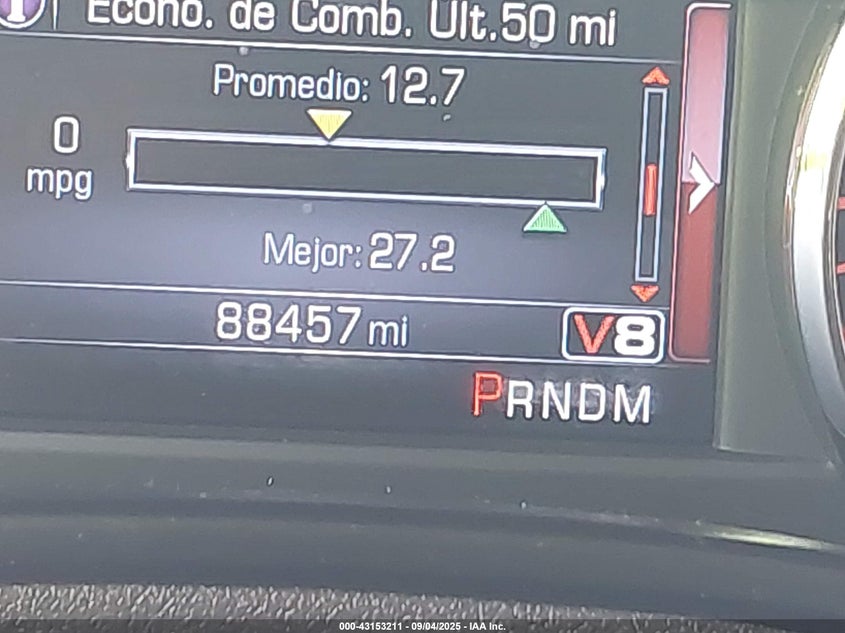 Econo. de Comb. Últ.50 mi
Promedio: 12.7
0
mpg
Mejor: 27.2
88457 mi
V8
PRNDM
000-43153211 - 09/04/2025 - IAA Inc.